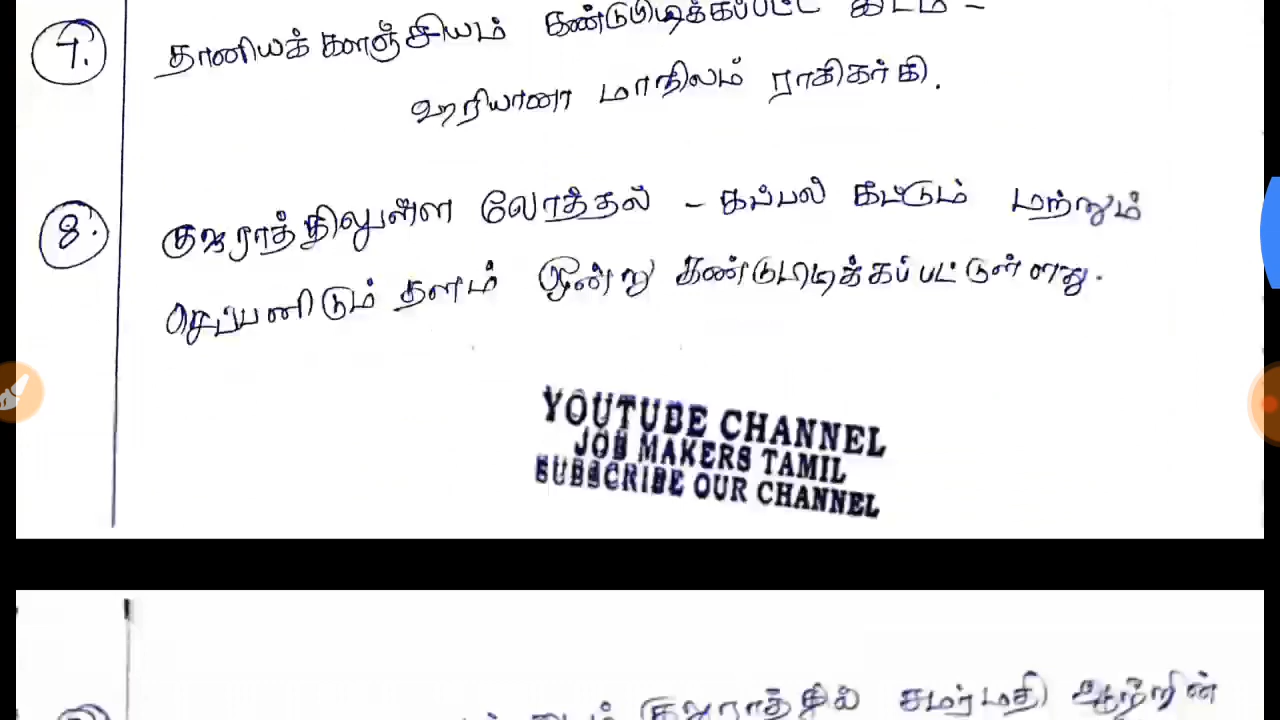 7. தானியக் களஞ்சியம் கண்டுபிடிக்கப்பட்ட இடம் -
ஹரியானா மாநிலம் ராகிகர்கி.
8. குஜராத்திலுள்ள லோத்தல் - கப்பல் கட்டும் மற்றும்
செப்பனிடும் தளம் ஒன்று கண்டுபிடிக்கப்பட்டுள்ளது.
YOUTUBE CHANNEL
JOB MAKERS TAMIL
SUBSCRIBE OUR CHANNEL
குஜராத்தில் சபர்மதி ஆற்றின்